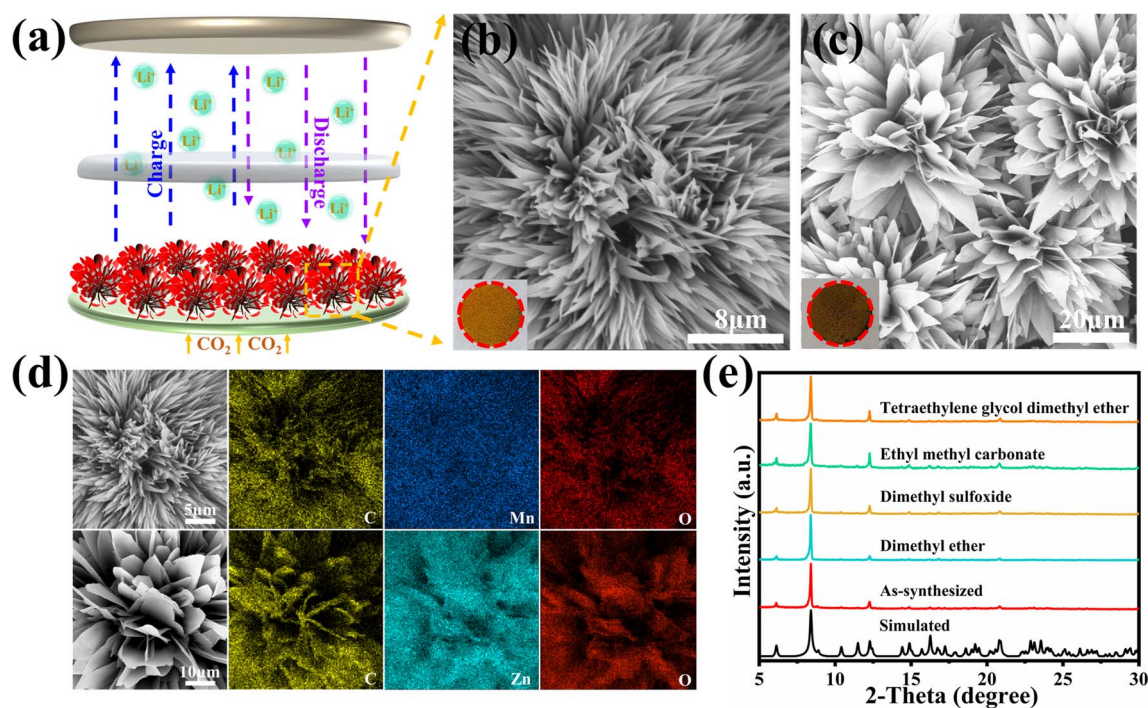 (a)
Li⁺
Li⁺
Li⁺
Li⁺
Li⁺
Li⁺
Li⁺
Li⁺
Li⁺
Li⁺
Charge
Discharge
CO₂ CO₂
(b)
8μm
(c)
20μm
(d)
5μm
C
Mn
O
10μm
C
Zn
O
(e)
Intensity (a.u.)
Tetraethylene glycol dimethyl ether
Ethyl methyl carbonate
Dimethyl sulfoxide
Dimethyl ether
As-synthesized
Simulated
5 10 15 20 25 30
2-Theta (degree)